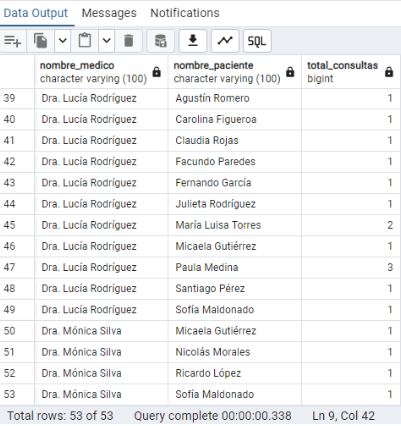 Data Output Messages Notifications
SQL
nombre_medico nombre_paciente total_consultas
character varying (100) character varying (100) bigint
39 Dra. Lucía Rodríguez Agustín Romero 1
40 Dra. Lucía Rodríguez Carolina Figueroa 1
41 Dra. Lucía Rodríguez Claudia Rojas 1
42 Dra. Lucía Rodríguez Facundo Paredes 1
43 Dra. Lucía Rodríguez Fernando García 1
44 Dra. Lucía Rodríguez Julieta Rodríguez 1
45 Dra. Lucía Rodríguez María Luisa Torres 2
46 Dra. Lucía Rodríguez Micaela Gutiérrez 1
47 Dra. Lucía Rodríguez Paula Medina 3
48 Dra. Lucía Rodríguez Santiago Pérez 1
49 Dra. Lucía Rodríguez Sofía Maldonado 1
50 Dra. Mónica Silva Micaela Gutiérrez 1
51 Dra. Mónica Silva Nicolás Morales 1
52 Dra. Mónica Silva Ricardo López 1
53 Dra. Mónica Silva Sofía Maldonado 1
Total rows: 53 of 53 Query complete 00:00:00.338 Ln 9, Col 42